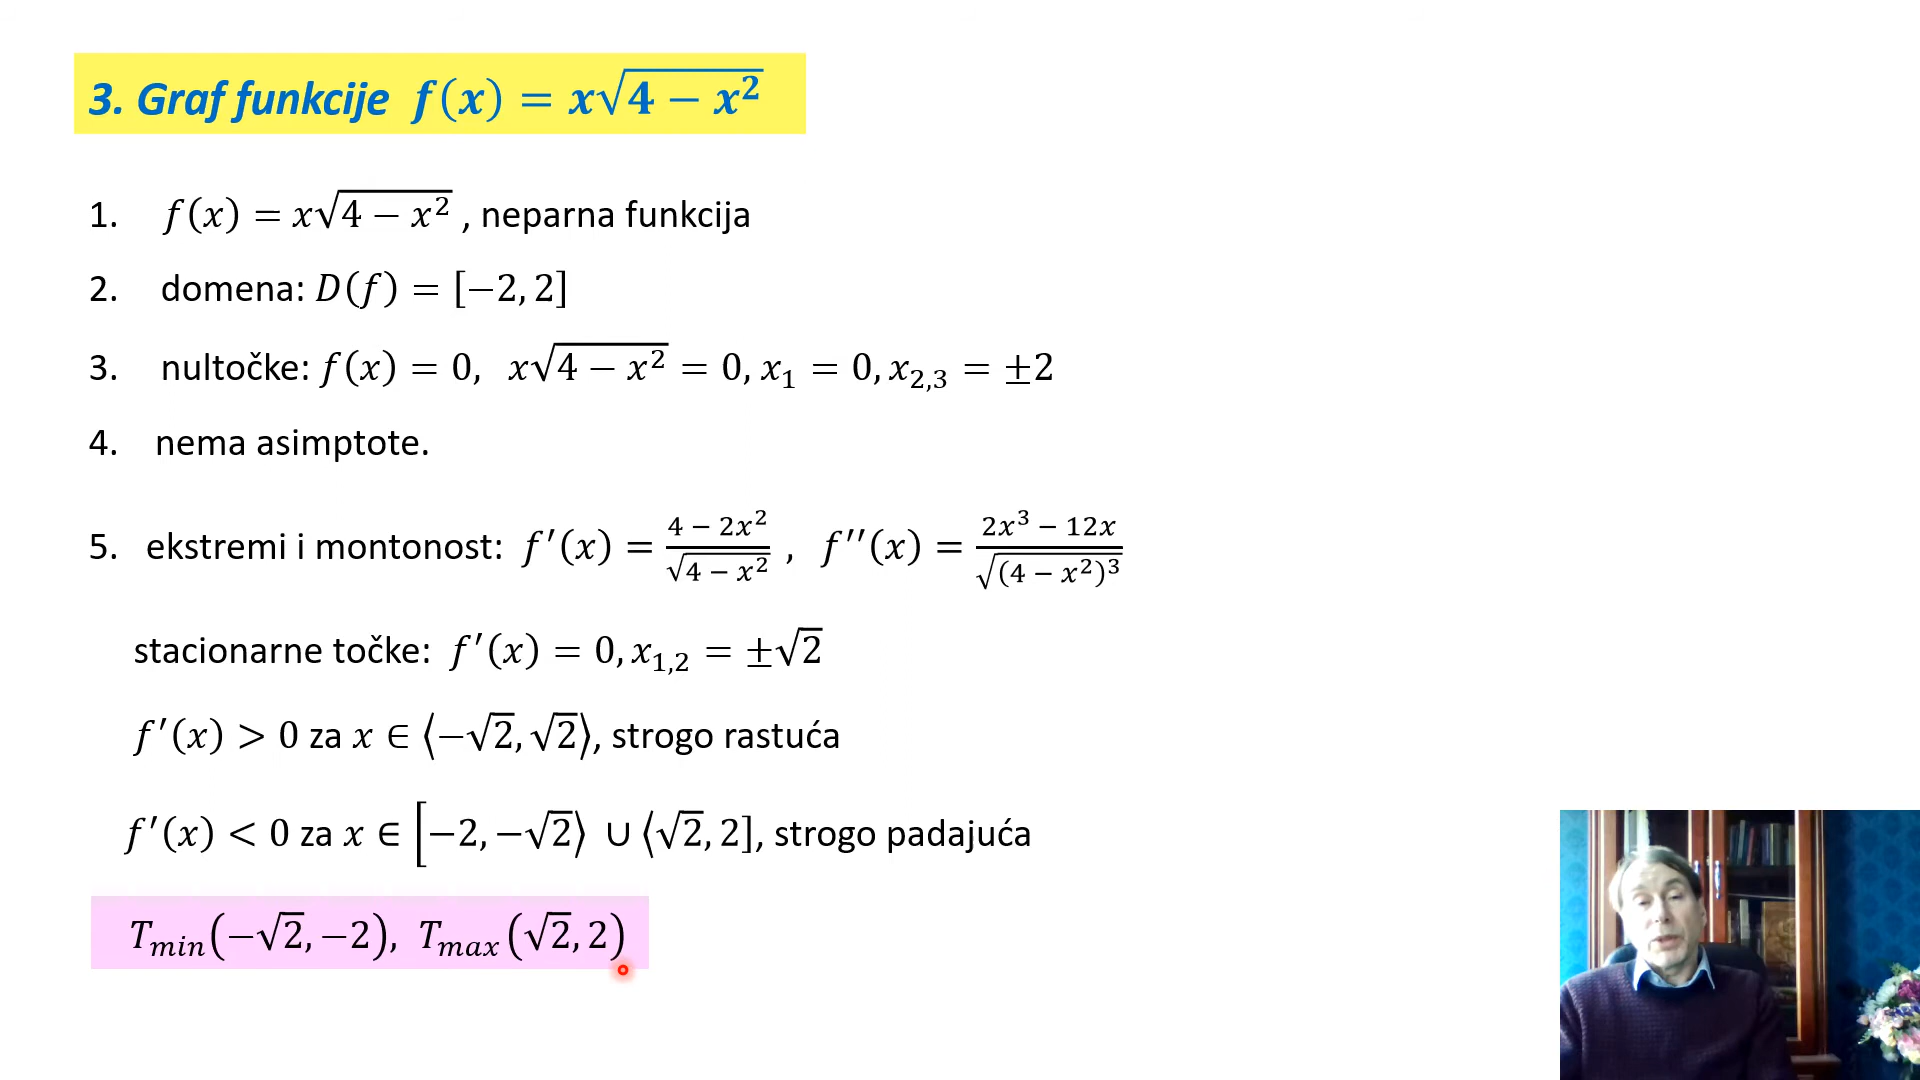 3. Graf funkcije f(x) = x√(4 − x²)
1. f(x) = x√(4 − x²) , neparna funkcija
2. domena: D(f) = [−2, 2]
3. nultočke: f(x) = 0, x√(4 − x²) = 0, x₁ = 0, x₂,₃ = ±2
4. nema asimptote.
5. ekstremi i montonost: f′(x) = (4 − 2x²)/√(4 − x²) , f′′(x) = (2x³ − 12x)/√((4 − x²)³)
stacionarne točke: f′(x) = 0, x₁,₂ = ±√2
f′(x) > 0 za x ∈ ⟨−√2, √2⟩, strogo rastuća
f′(x) < 0 za x ∈ [−2, −√2⟩ ∪ ⟨√2, 2], strogo padajuća
Tmin(−√2, −2), Tmax(√2, 2)